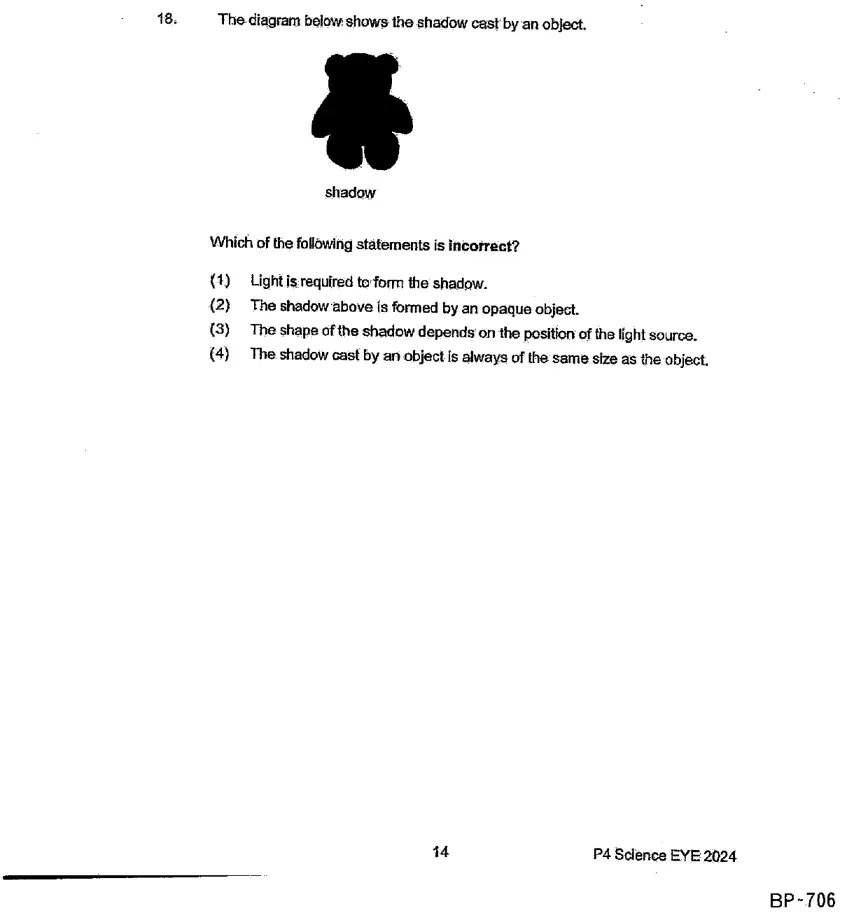 18. The diagram below shows the shadow cast by an object.
shadow
Which of the following statements is incorrect?
(1) Light is required to form the shadow.
(2) The shadow above is formed by an opaque object.
(3) The shape of the shadow depends on the position of the light source.
(4) The shadow cast by an object is always of the same size as the object.
14
P4 Science EYE 2024
BP-706